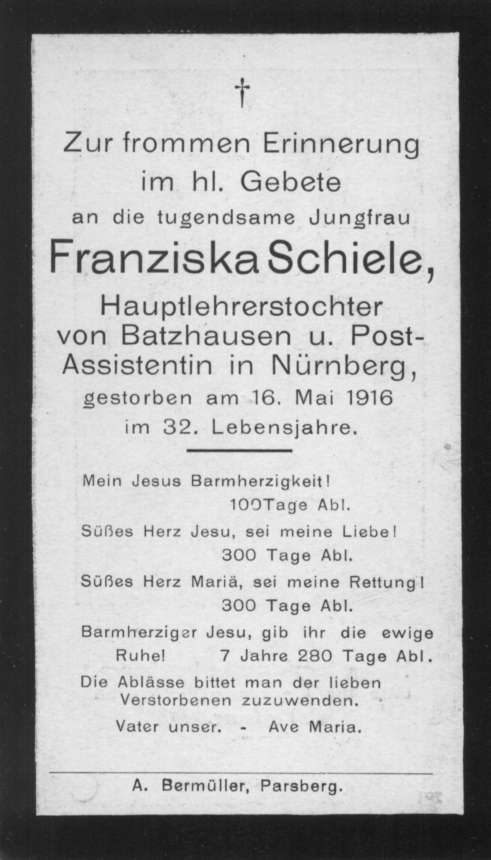 Zur frommen Erinnerung
im hl. Gebete
an die tugendsame Jungfrau
Franziska Schiele,
Hauptlehrerstochter
von Batzhausen u. Post-
Assistentin in Nürnberg,
gestorben am 16. Mai 1916
im 32. Lebensjahre.
Mein Jesus Barmherzigkeit!
100 Tage Abl.
Süßes Herz Jesu, sei meine Liebe!
300 Tage Abl.
Süßes Herz Mariä, sei meine Rettung!
300 Tage Abl.
Barmherziger Jesu, gib ihr die ewige
Ruhe! 7 Jahre 280 Tage Abl.
Die Ablässe bittet man der lieben
Verstorbenen zuzuwenden.
Vater unser. - Ave Maria.
A. Bermüller, Parsberg.